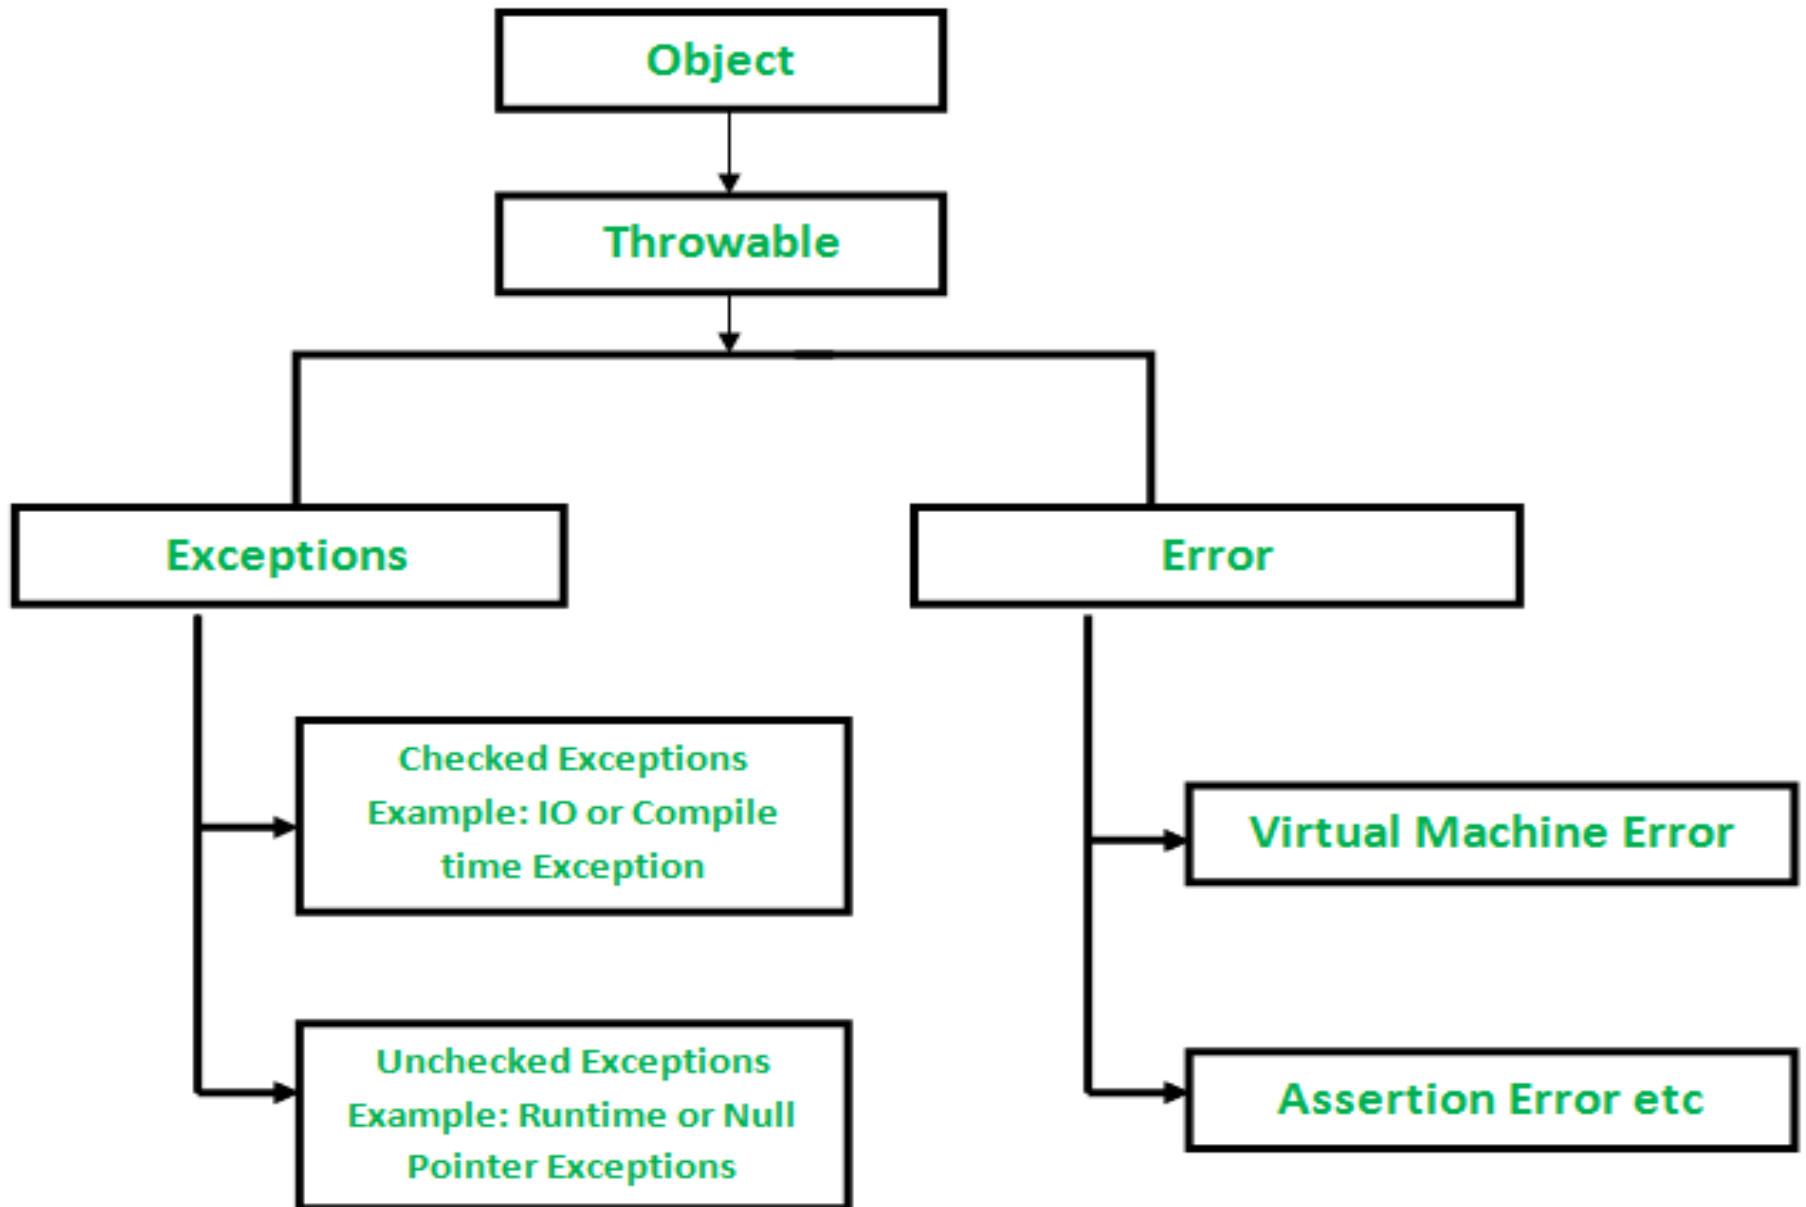 Object
Throwable
Exceptions
Error
Checked Exceptions
Example: IO or Compile
time Exception
Virtual Machine Error
Unchecked Exceptions
Example: Runtime or Null
Pointer Exceptions
Assertion Error etc